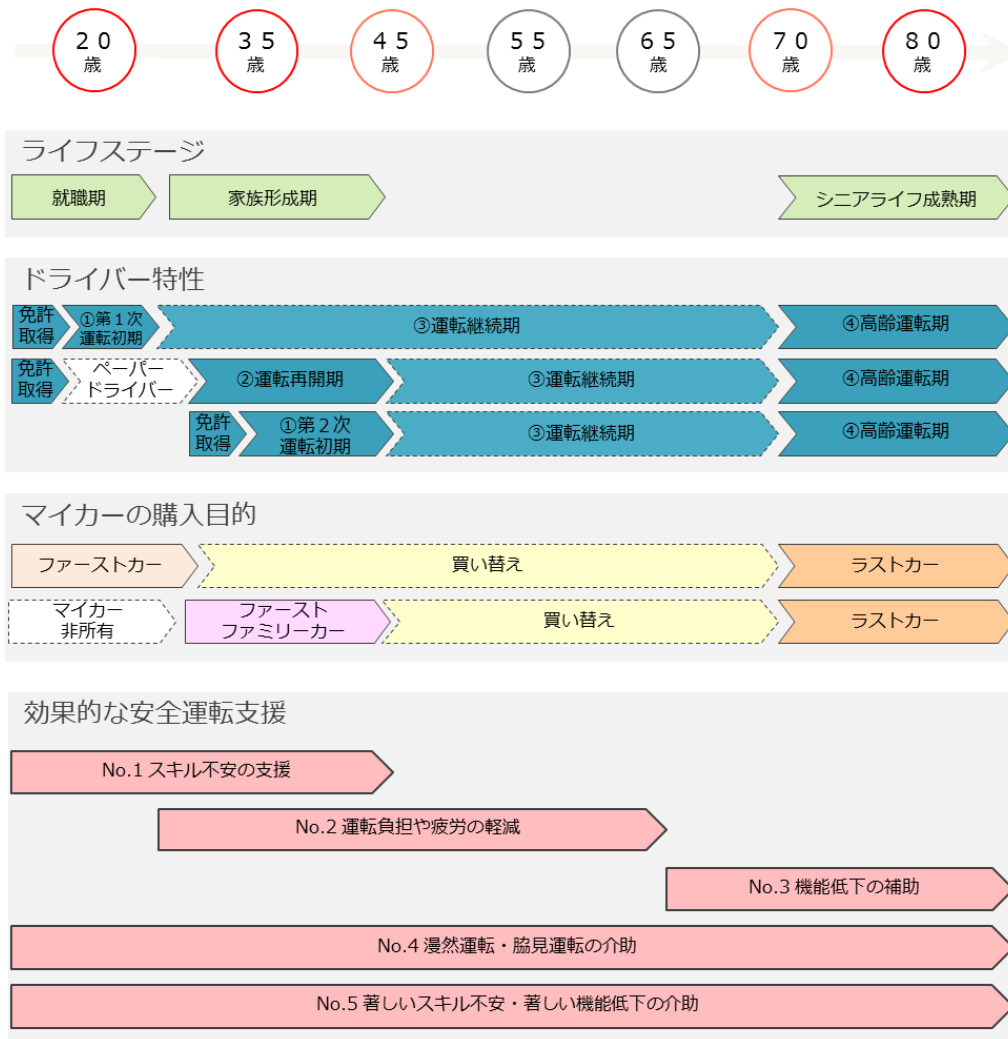 20
歳
35
歳
45
歳
55
歳
65
歳
70
歳
80
歳
ライフステージ
就職期
家族形成期
シニアライフ成熟期
ドライバー特性
免許
取得
①第1次
運転初期
③運転継続期
④高齢運転期
免許
取得
ペーパー
ドライバー
②運転再開期
③運転継続期
④高齢運転期
免許
取得
①第2次
運転初期
③運転継続期
④高齢運転期
マイカーの購入目的
ファーストカー
買い替え
ラストカー
マイカー
非所有
ファースト
ファミリーカー
買い替え
ラストカー
効果的な安全運転支援
No.1 スキル不安の支援
No.2 運転負担や疲労の軽減
No.3 機能低下の補助
No.4 漫然運転・脇見運転の介助
No.5 著しいスキル不安・著しい機能低下の介助